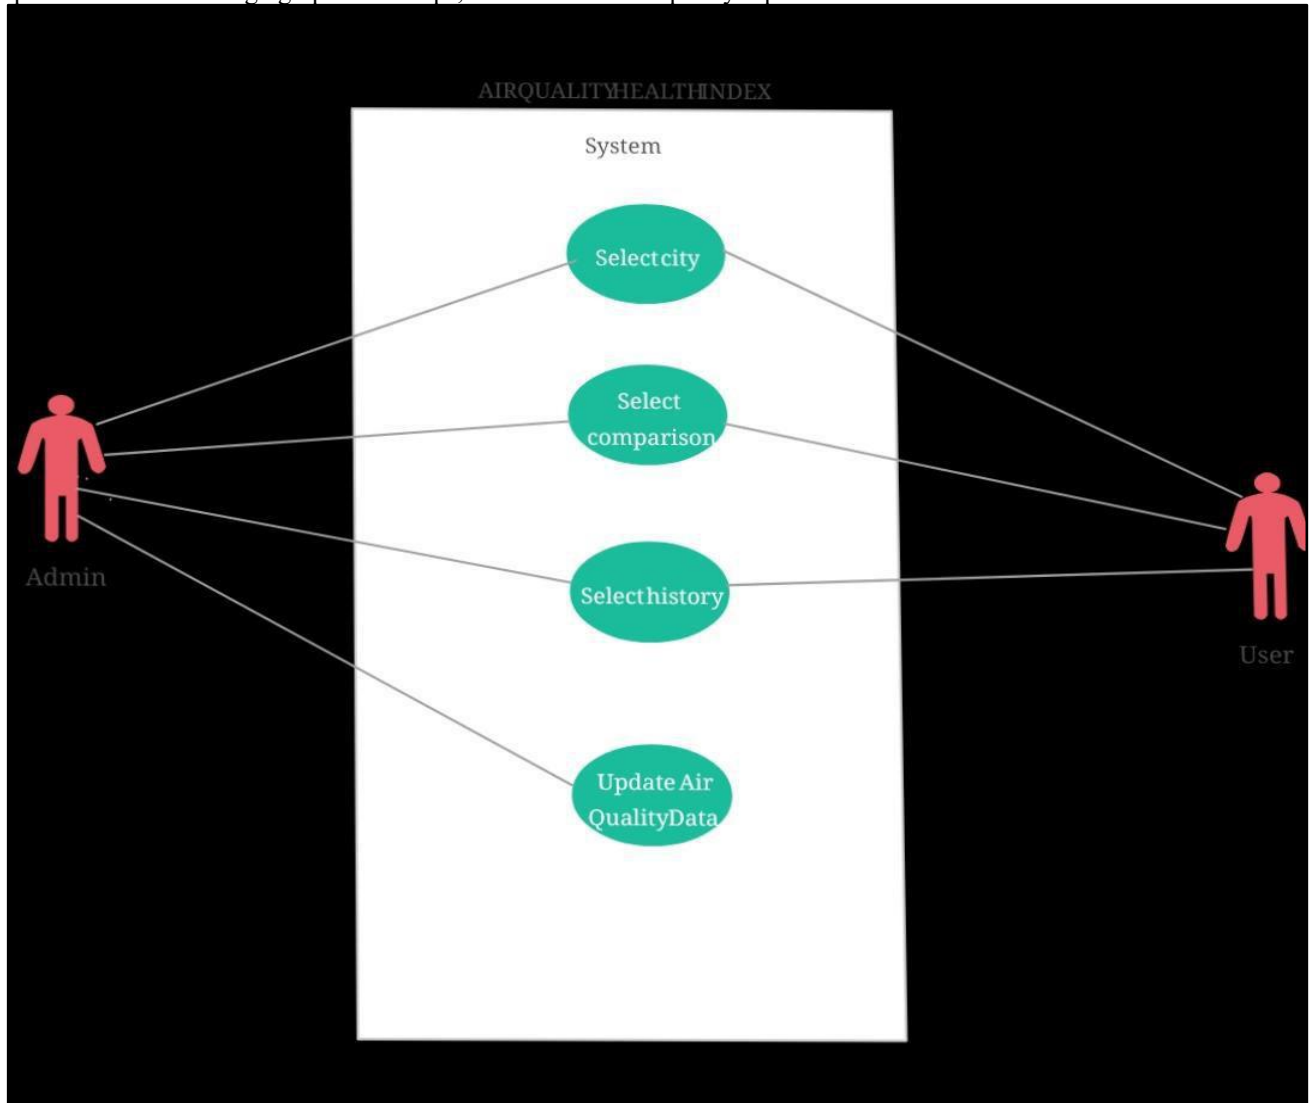 AIRQUALITYHEALTHINDEX
System
Selectcity
Select
comparison
Selecthistory
Update Air
QualityData
Admin
User